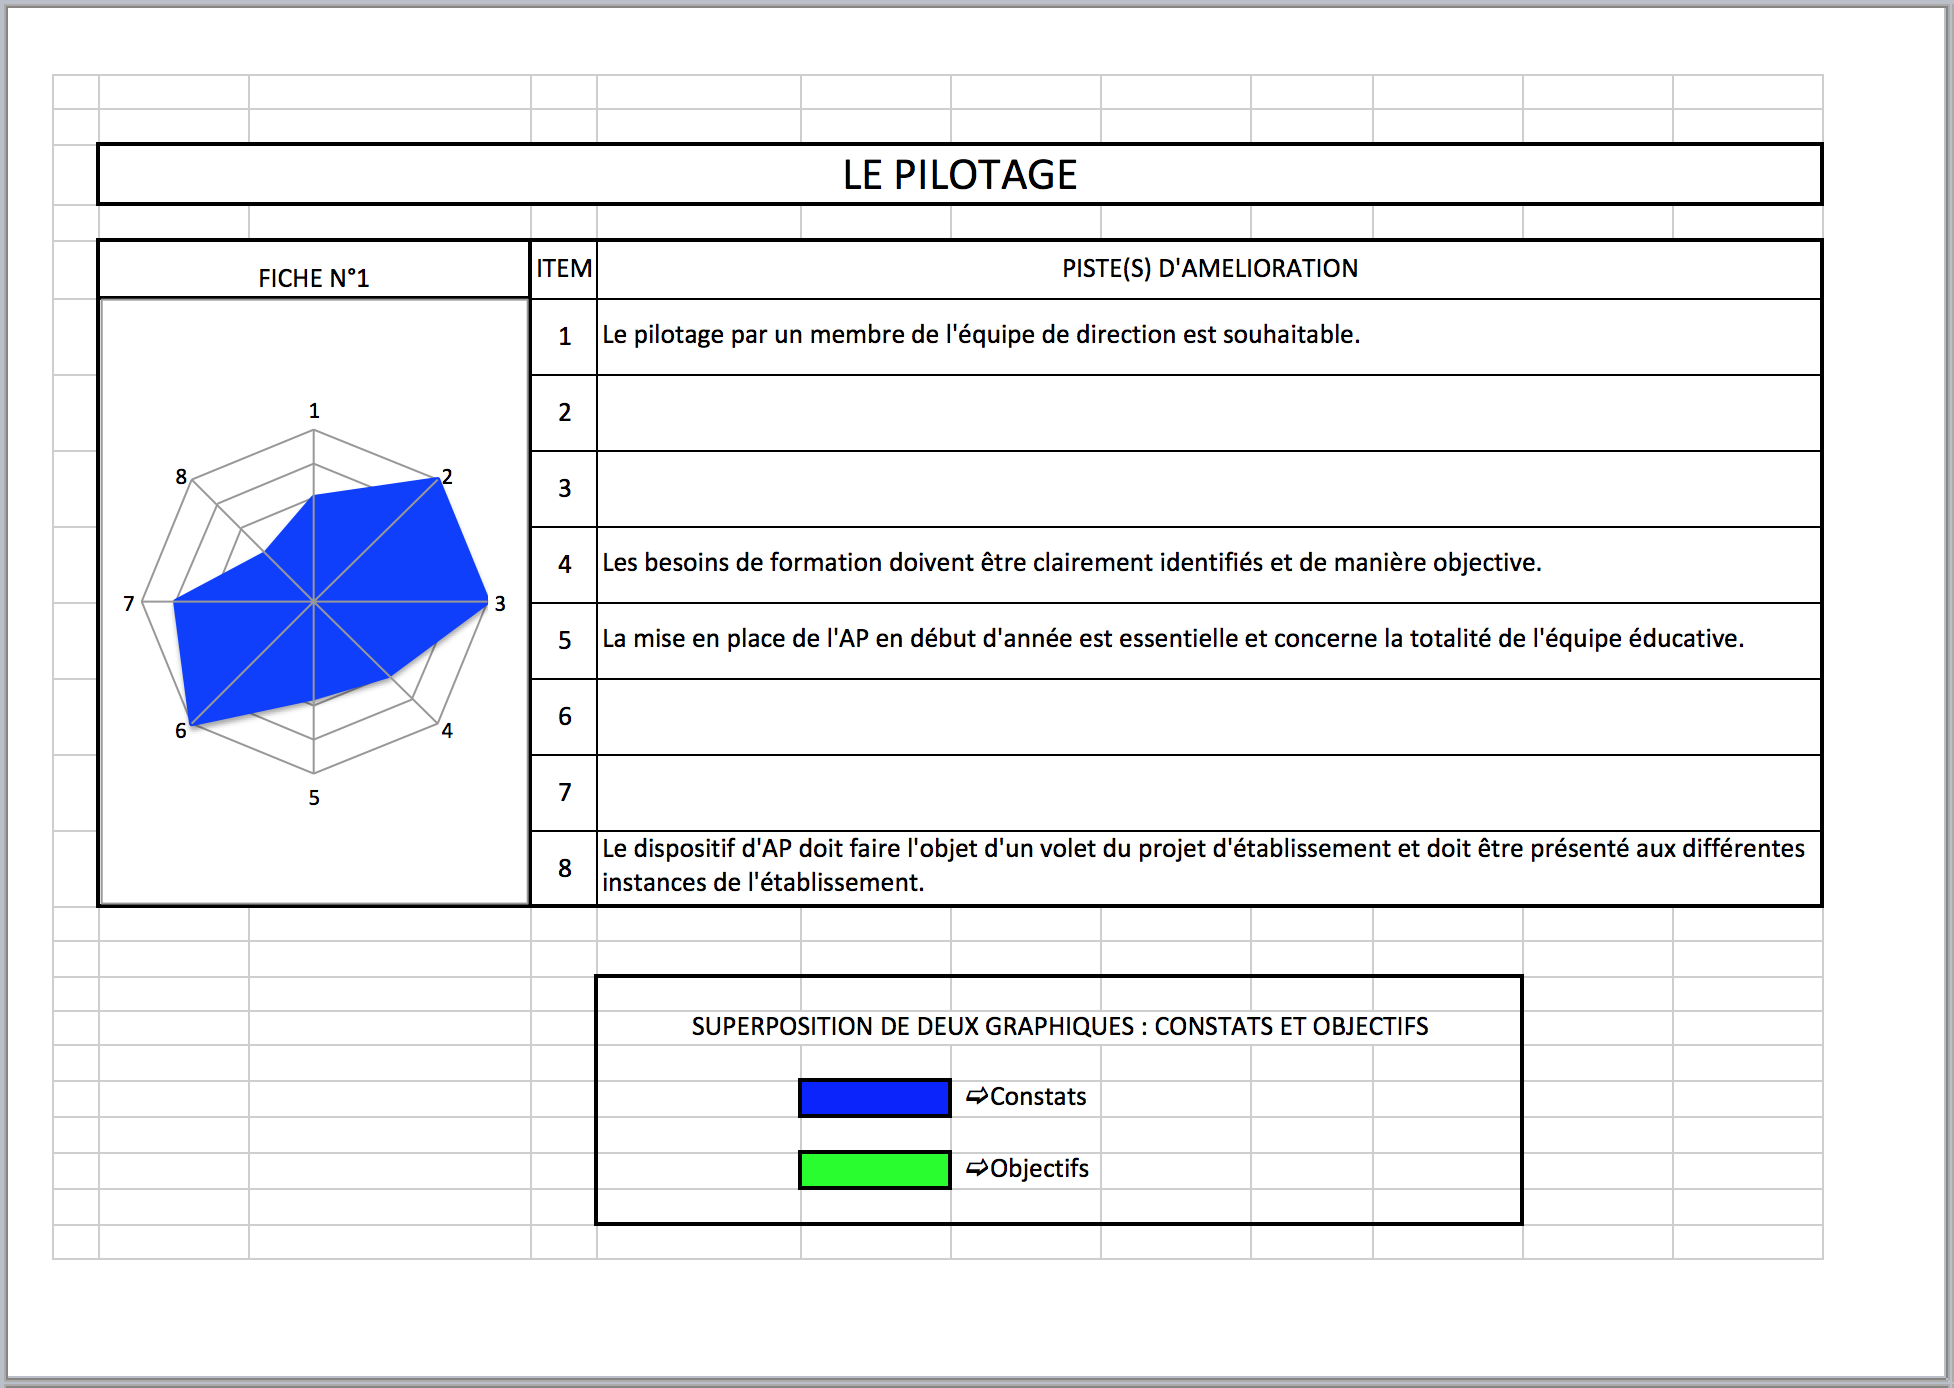 LE PILOTAGE
FICHE N°1
ITEM
PISTE(S) D'AMELIORATION
1
2
3
4
5
6
7
8
1
Le pilotage par un membre de l'équipe de direction est souhaitable.
2
3
4
Les besoins de formation doivent être clairement identifiés et de manière objective.
5
La mise en place de l'AP en début d'année est essentielle et concerne la totalité de l'équipe éducative.
6
7
8
Le dispositif d'AP doit faire l'objet d'un volet du projet d'établissement et doit être présenté aux différentes
instances de l'établissement.
SUPERPOSITION DE DEUX GRAPHIQUES : CONSTATS ET OBJECTIFS
➯Constats
➯Objectifs